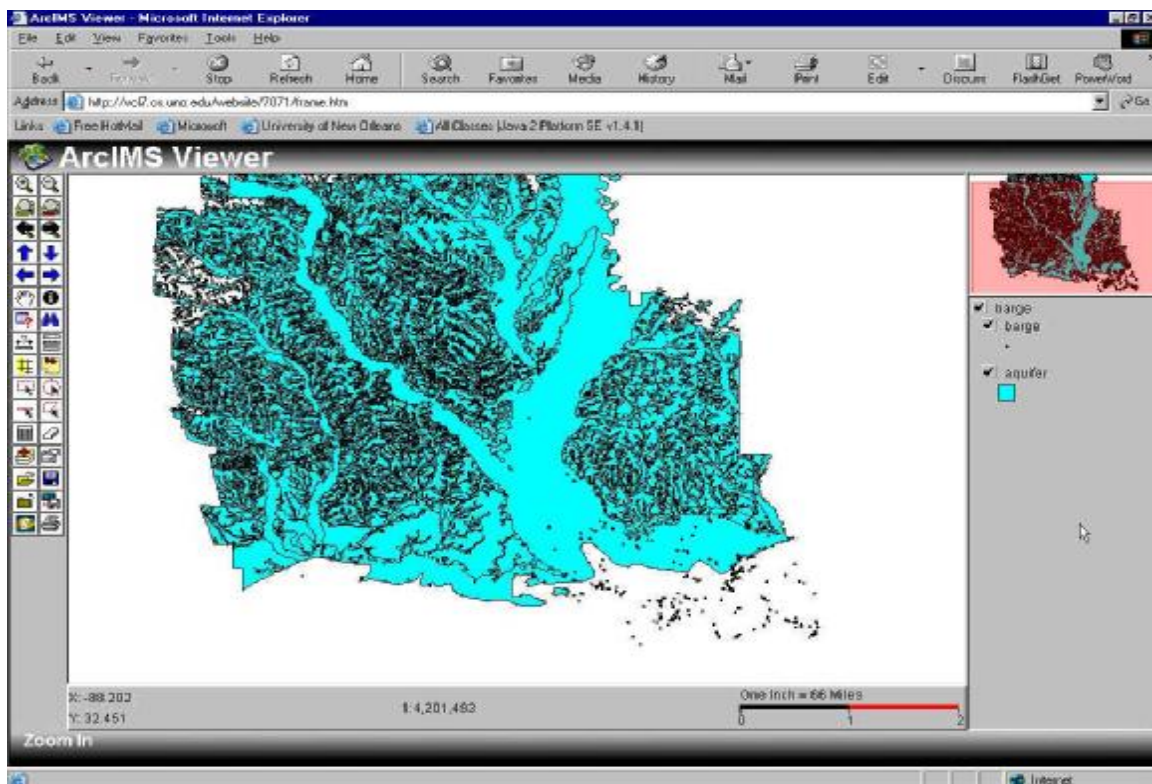 ArcIMS Viewer - Microsoft Internet Explorer
File Edit View Favorites Tools Help
Back Forward Stop Refresh Home Search Favorites Media History Mail Print Edit Discuss FlashGet PowerWord
Address http://vcl7.cs.uno.edu/website/7071/frame.htm Go
Links Free HotMail Microsoft University of New Orleans All Classes (Java 2 Platform SE v1.4.1)
ArcIMS Viewer
barge
barge
aquifer
X: -88.202
Y: 32.451
1:4,201,493
One Inch = 66 Miles
0 1 2
Zoom In
Internet